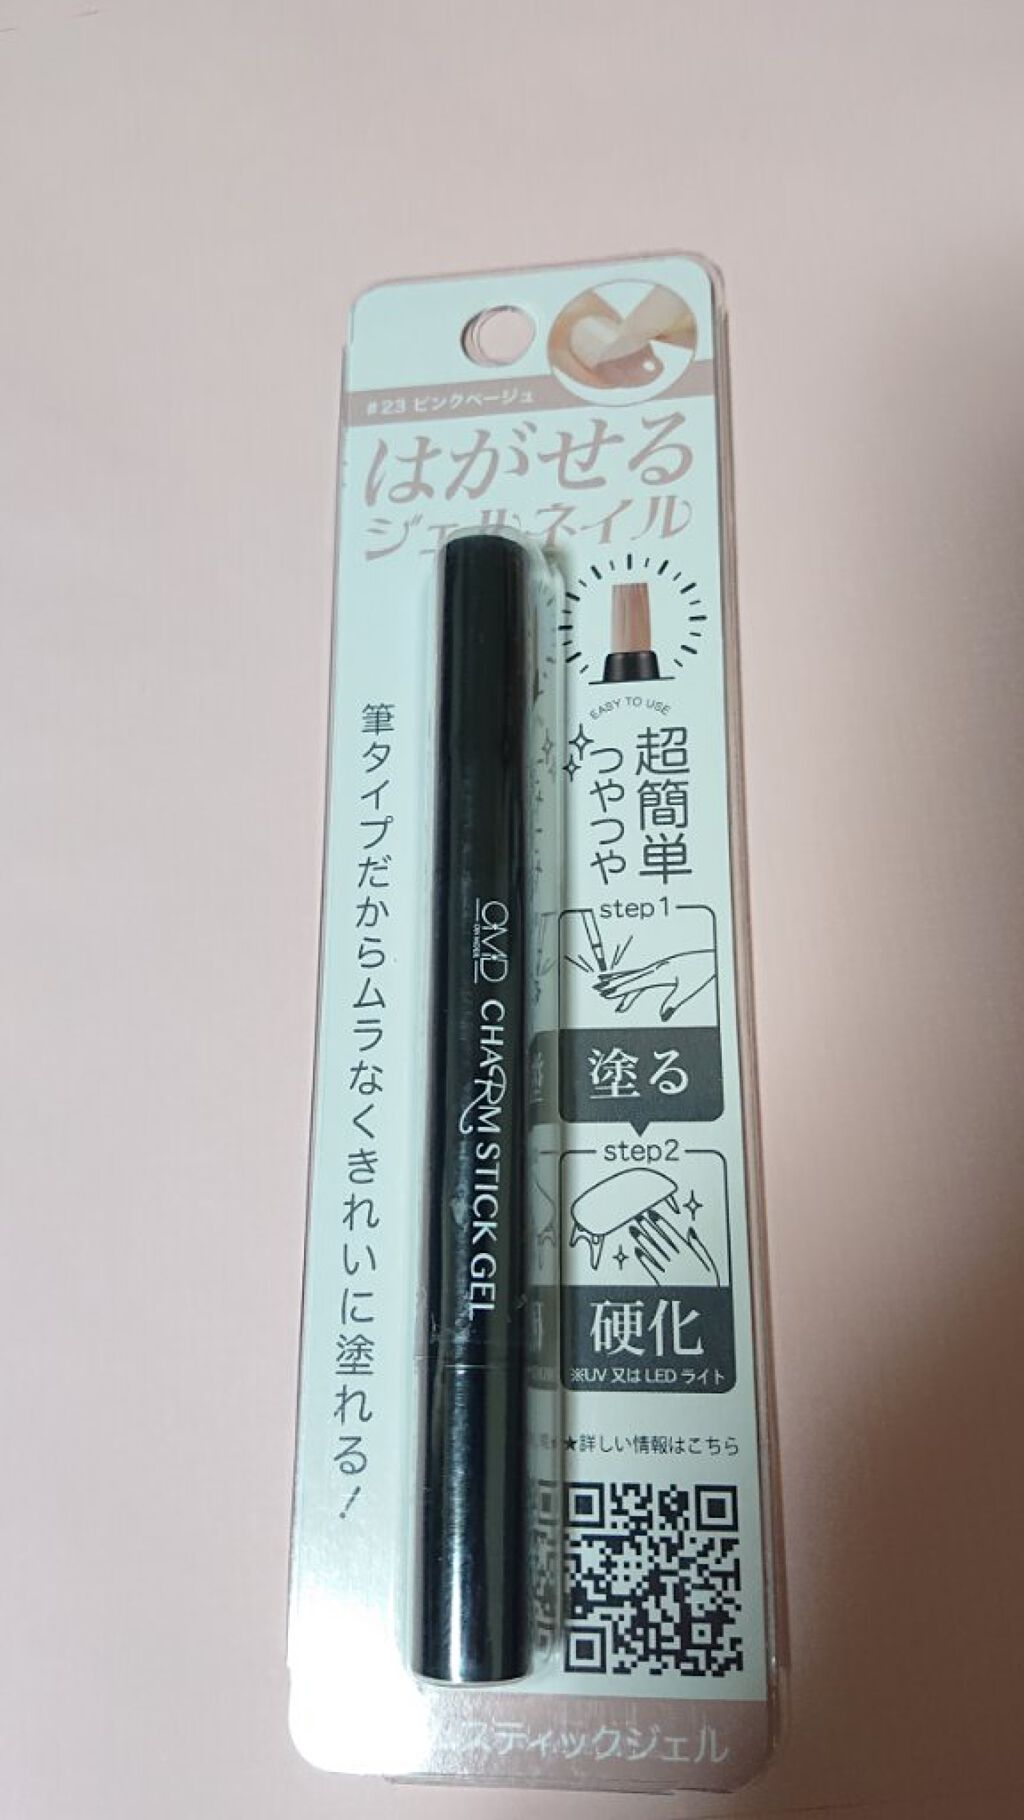 #23 ピンクベージュ
はがせる
ジェルネイル
EASY TO USE
超簡単
つやつや
筆タイプだからムラなくきれいに塗れる!
OMD CHARM STICK GEL
step1
塗る
step2
硬化
※UV 又は LED ライト
★詳しい情報はこちら
スティックジェル